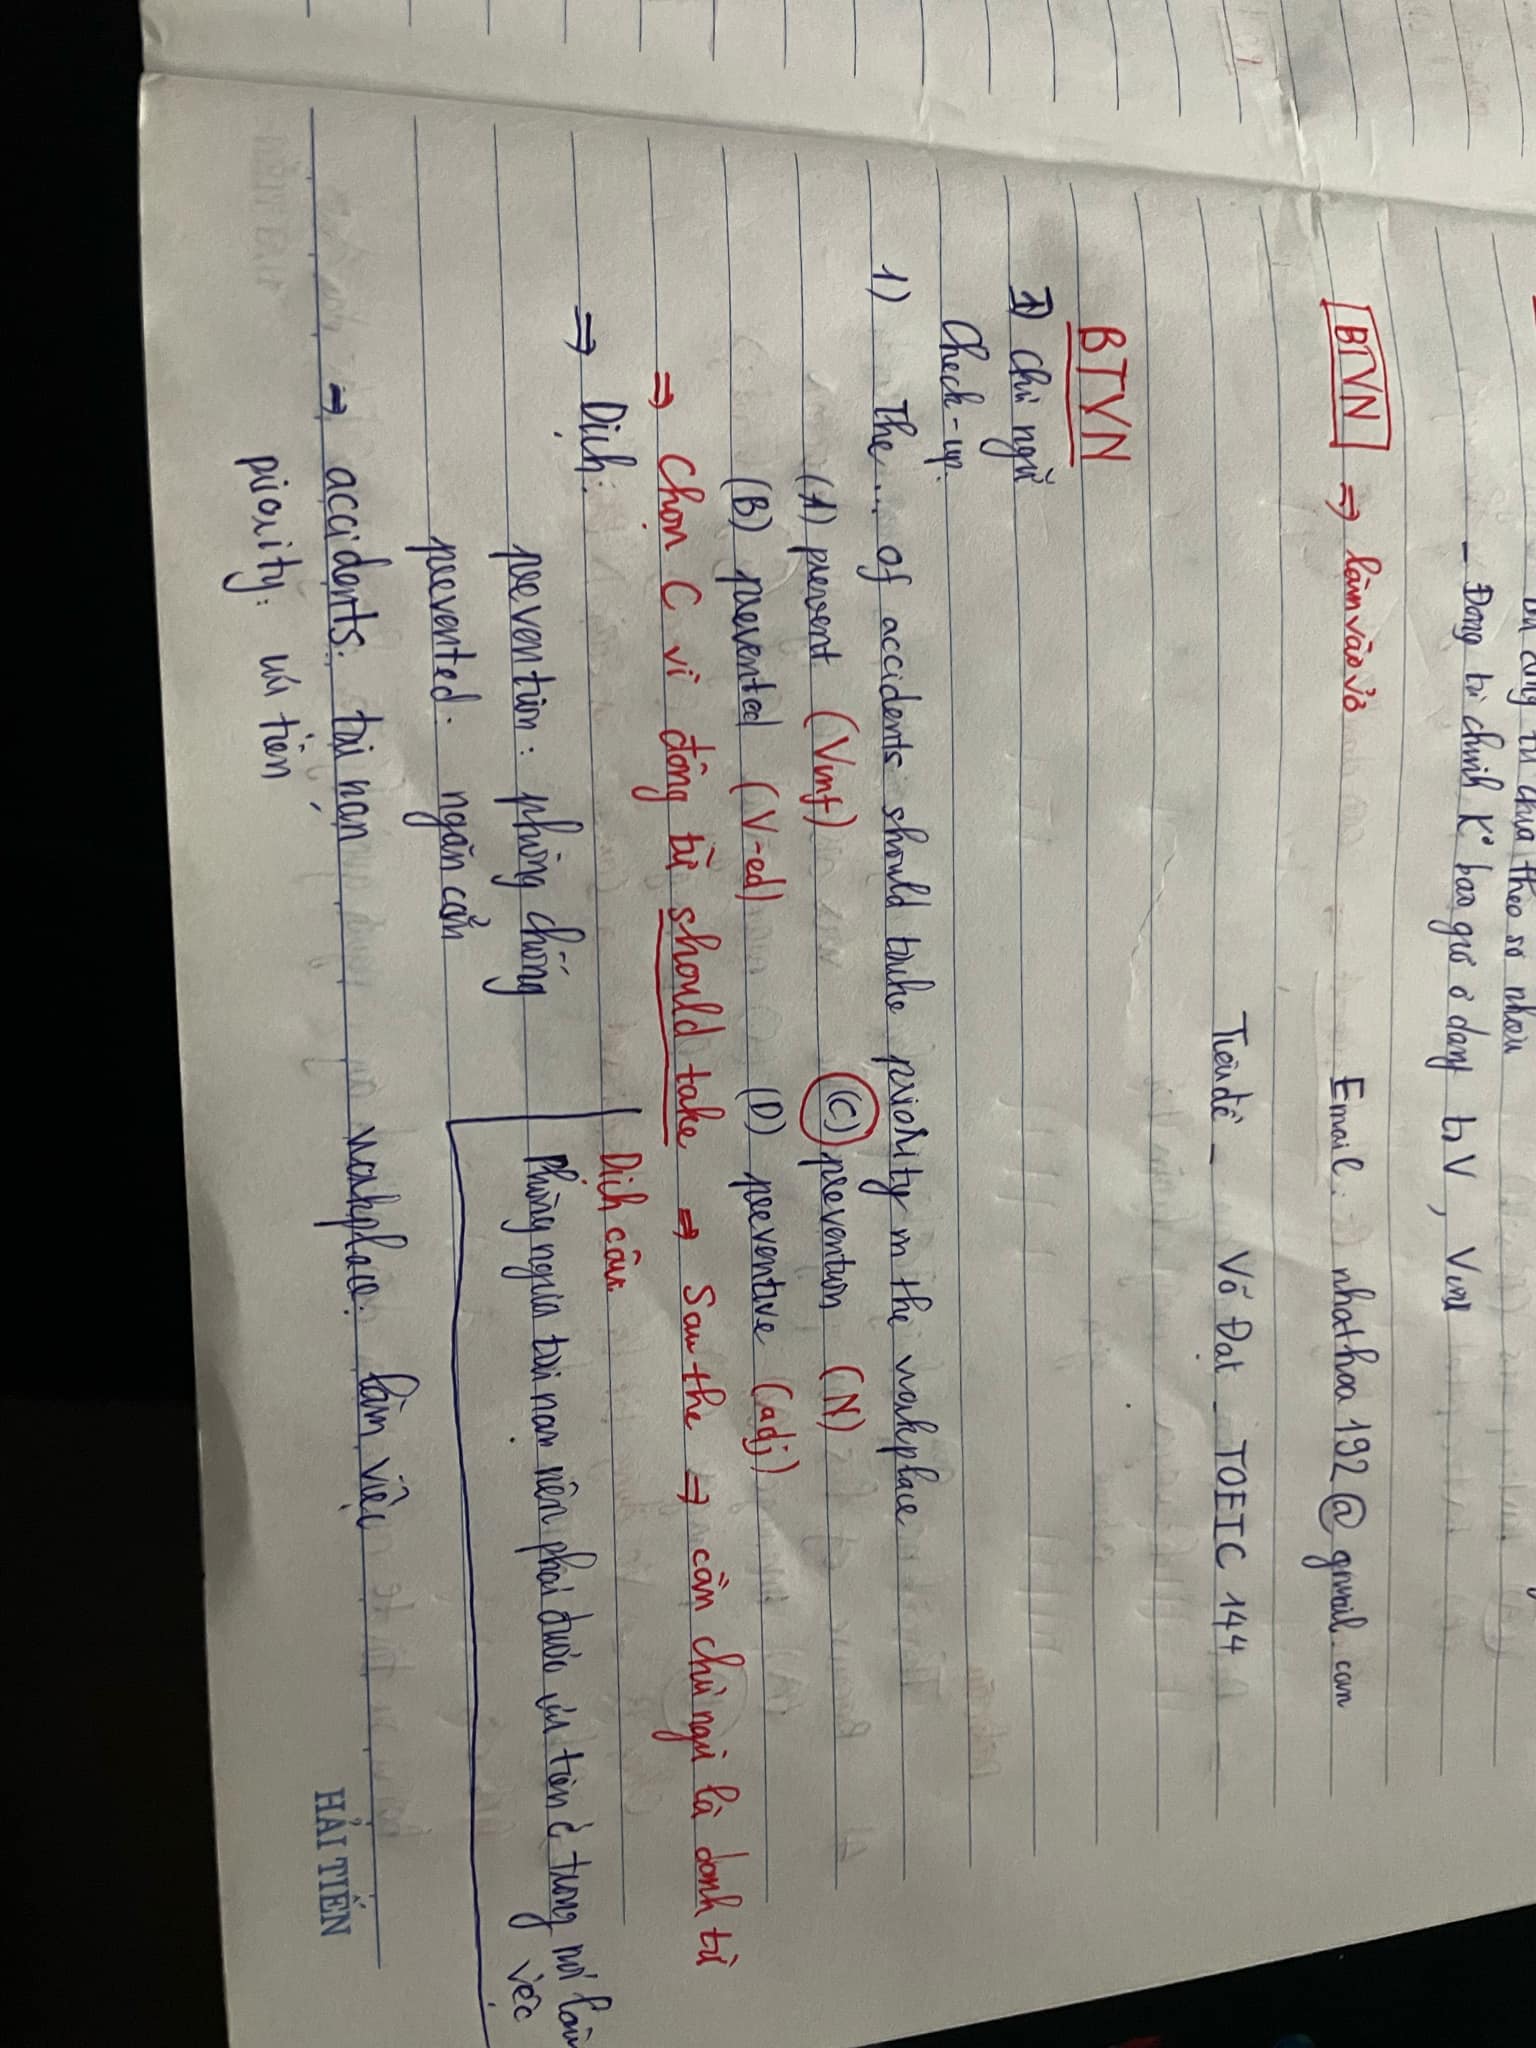 theo số nhiều
_ Động từ chính K° bao giờ ở dạng to V, Ving
BTVN ⇒ làm vào vở Email: nhathoa192@gmail.com
Tiêu đề _ Võ Đạt _ TOEIC 144
BTVN
I) Chủ ngữ
Check-up.
1) The... of accidents should take priority in the workplace
(A) prevent (Vinf) (C) prevention (N)
(B) prevented (V-ed) (D) preventive (adj)
⇒ Chọn C vì động từ should take ⇒ Sau the ⇒ cần chủ ngữ là danh từ
⇒ Dịch: Dịch câu
prevention: phòng chống Phòng ngừa tai nạn nên phải được ưu tiên ở trong nơi làm việc
prevented: ngăn cản
⇒ accidents: tai nạn workplace: làm việc
priority: ưu tiên
HẢI TIẾN